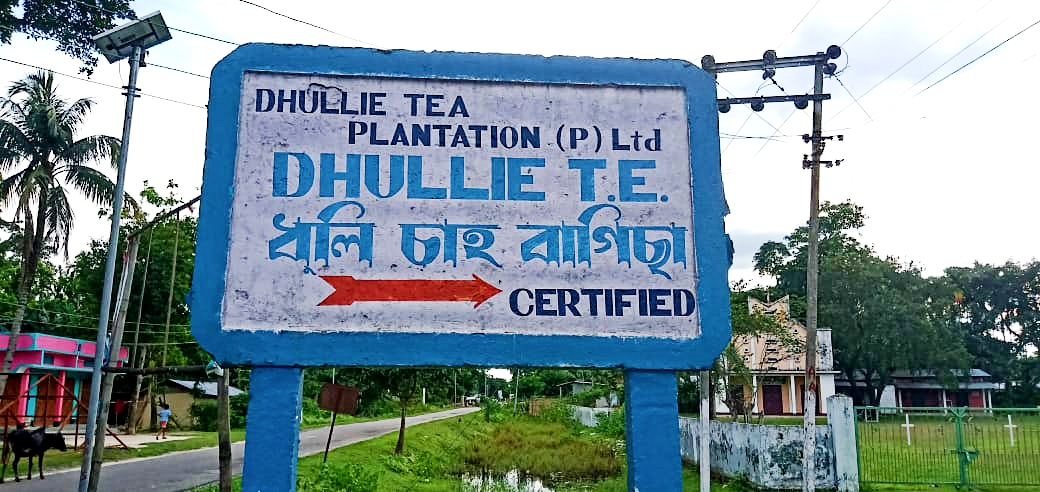 DHULLIE TEA
PLANTATION (P) Ltd
DHULLIE T.E.
ধুলি চাহ বাগিছা
CERTIFIED